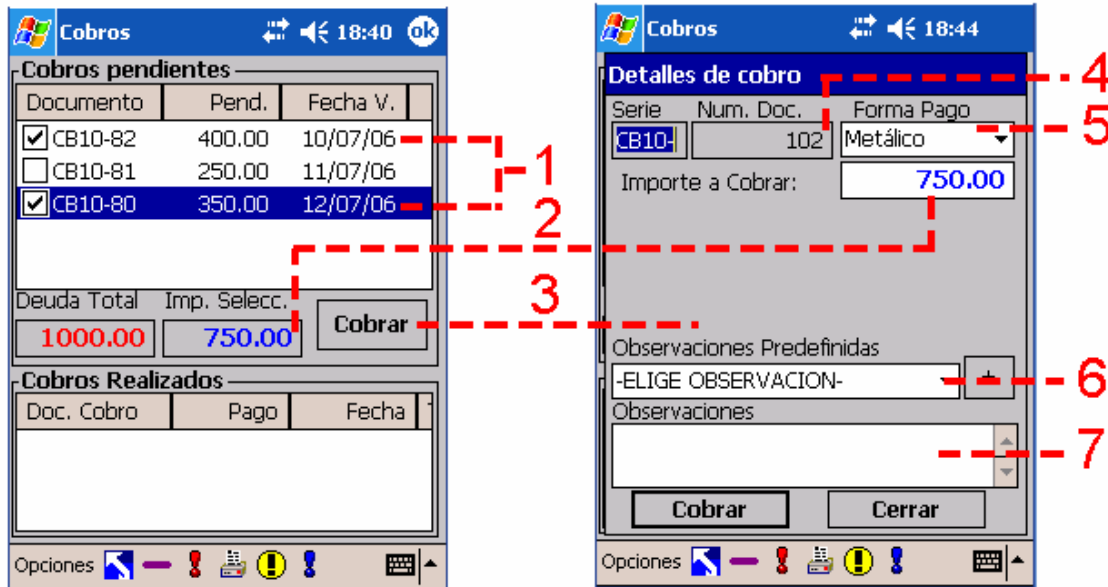 Cobros 18:40 ok
Cobros pendientes
Documento Pend. Fecha V.
CB10-82 400.00 10/07/06
CB10-81 250.00 11/07/06
CB10-80 350.00 12/07/06
Deuda Total Imp. Selecc.
1000.00 750.00 Cobrar
Cobros Realizados
Doc. Cobro Pago Fecha
Opciones
1
2
3
Cobros 18:44
Detalles de cobro
Serie Num. Doc. Forma Pago
CB10- 102 Metálico
Importe a Cobrar: 750.00
Observaciones Predefinidas
-ELIGE OBSERVACION- +
Observaciones
Cobrar Cerrar
Opciones
4
5
6
7